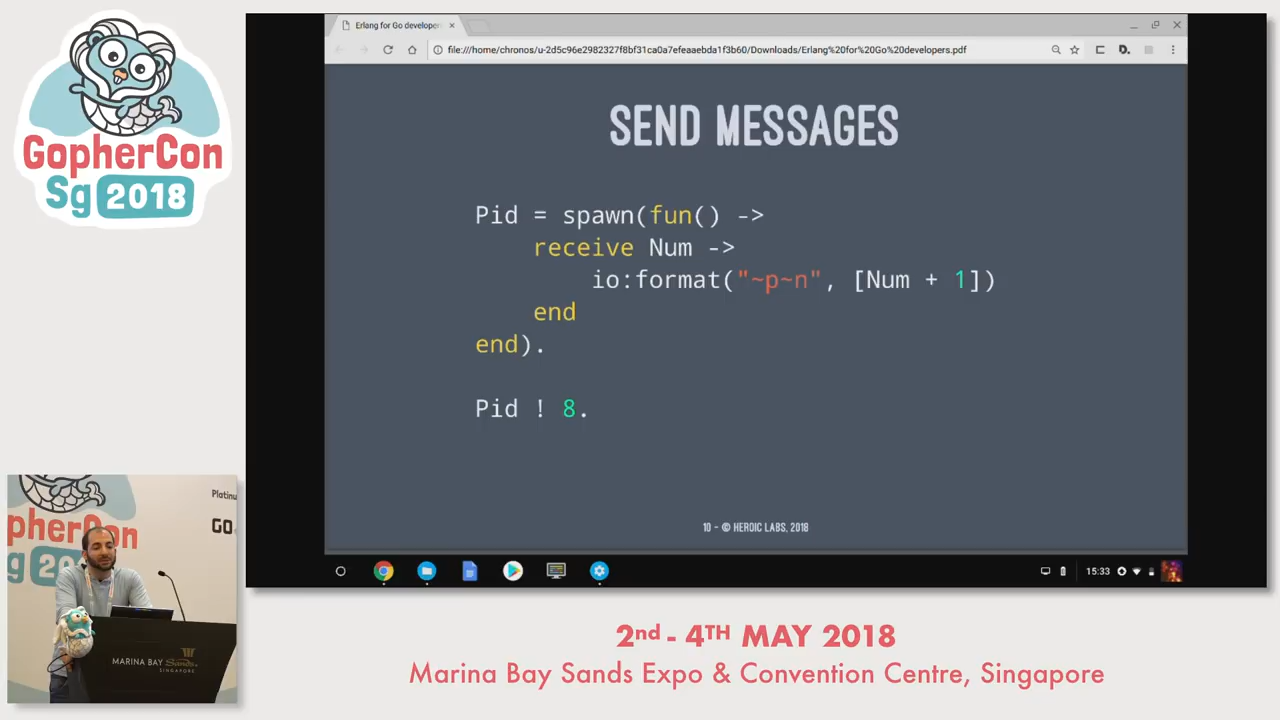 GopherCon
Sg 2018
Erlang for Go developer
file:///home/chronos/u-2d5c96e2982327f8bf31ca0a7efeaaebda1f3b60/Downloads/Erlang%20for%20Go%20developers.pdf
SEND MESSAGES
Pid = spawn(fun() ->
receive Num ->
io:format("~p~n", [Num + 1])
end
end).
Pid ! 8.
10 - © HEROIC LABS, 2018
15:33
Platinu
GO
pherCon
g 20
MARINA BAY Sands
SINGAPORE
2nd - 4TH MAY 2018
Marina Bay Sands Expo & Convention Centre, Singapore